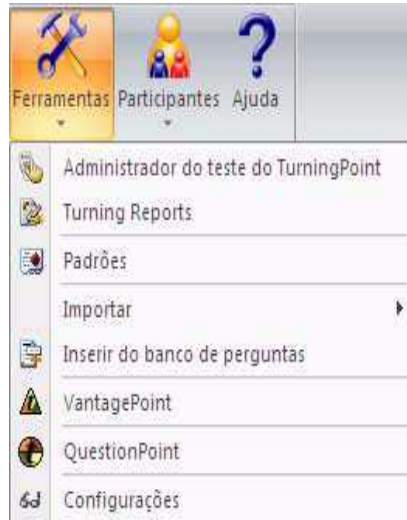 Ferramentas Participantes Ajuda
Administrador do teste do TurningPoint
Turning Reports
Padrões
Importar
Inserir do banco de perguntas
VantagePoint
QuestionPoint
Configurações